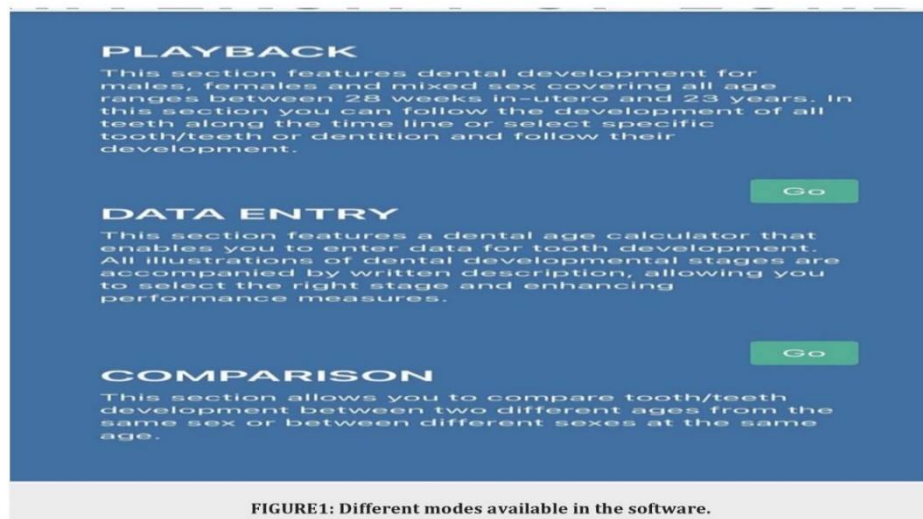 PLAYBACK
This section features dental development for
males, females and mixed sex covering all age
ranges between 28 weeks in-utero and 23 years. In
this section you can follow the development of all
teeth along the time line or select specific
tooth/teeth or dentition and follow their
development.
Go
DATA ENTRY
This section features a dental age calculator that
enables you to enter data for tooth development.
All illustrations of dental developmental stages are
accompanied by written description, allowing you
to select the right stage and enhancing
performance measures.
Go
COMPARISON
This section allows you to compare tooth/teeth
development between two different ages from the
same sex or between different sexes at the same
age.
FIGURE1: Different modes available in the software.